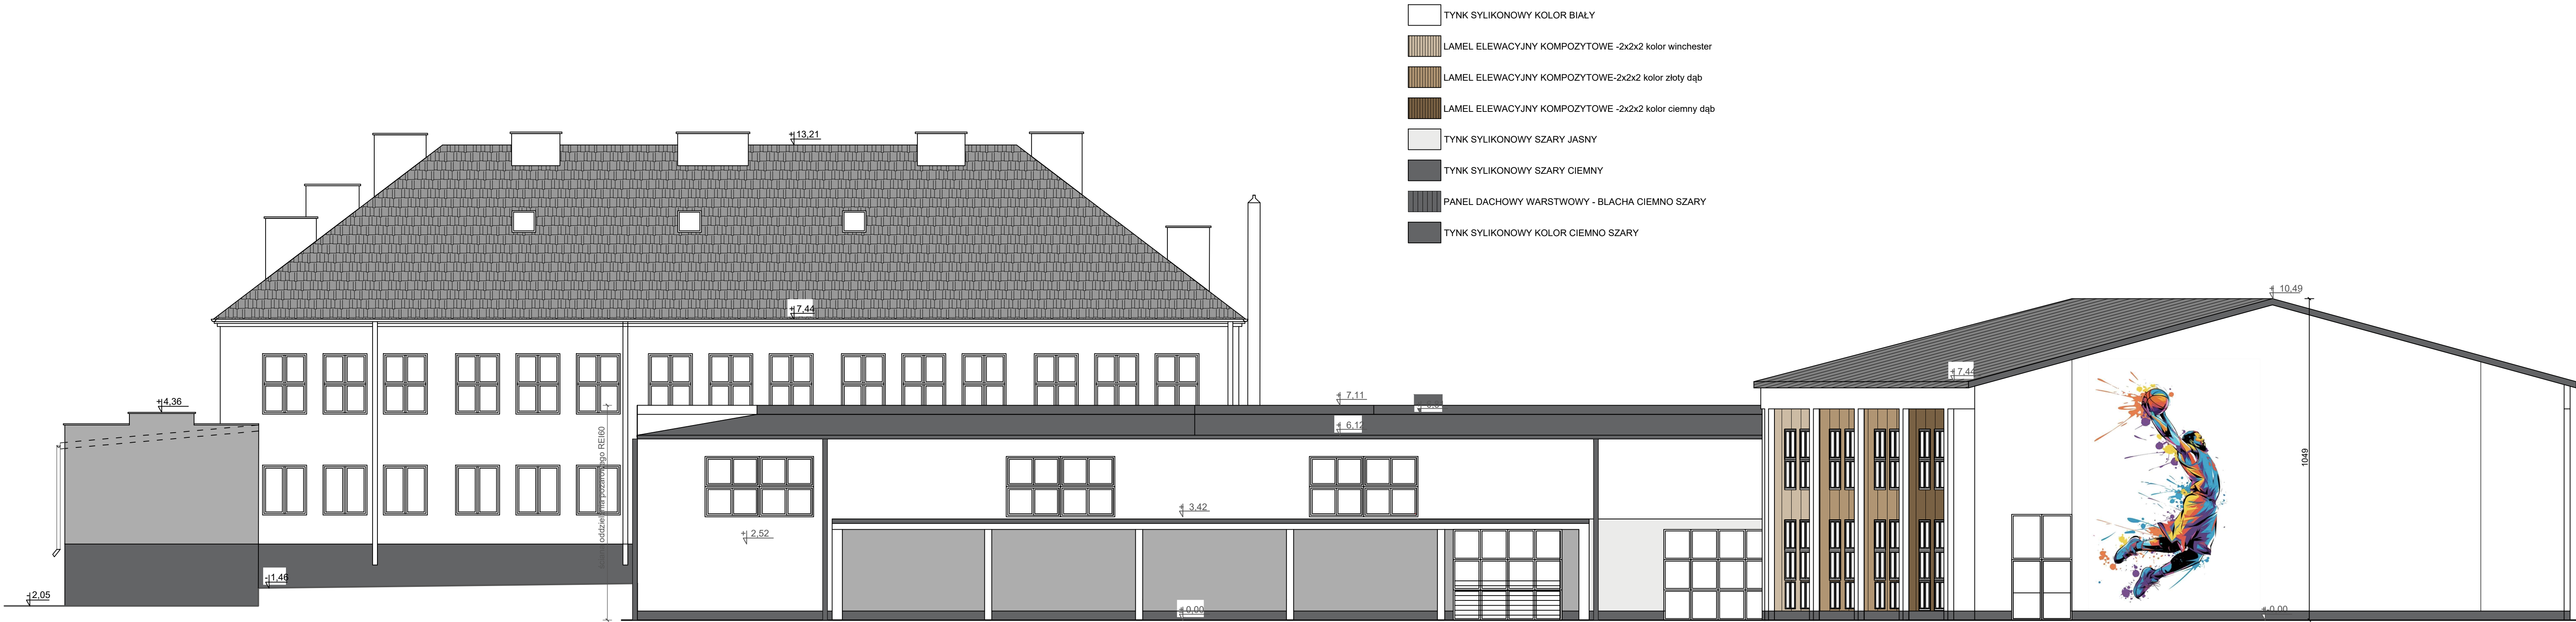 TYNK SYLIKONOWY KOLOR BIAŁY
LAMEL ELEWACYJNY KOMPOZYTOWE -2x2x2 kolor winchester
LAMEL ELEWACYJNY KOMPOZYTOWE-2x2x2 kolor złoty dąb
LAMEL ELEWACYJNY KOMPOZYTOWE -2x2x2 kolor ciemny dąb
TYNK SYLIKONOWY SZARY JASNY
TYNK SYLIKONOWY SZARY CIEMNY
PANEL DACHOWY WARSTWOWY - BLACHA CIEMNO SZARY
TYNK SYLIKONOWY KOLOR CIEMNO SZARY
+13,21
+ 10,49
+7,44
+7,44
+ 7,11
+4,36
+ 6,12
1049
oddzielenia pożarowego REI60
+ 3.42
+ 2,52
-1,46
-2,05
+0,00
+-0,00